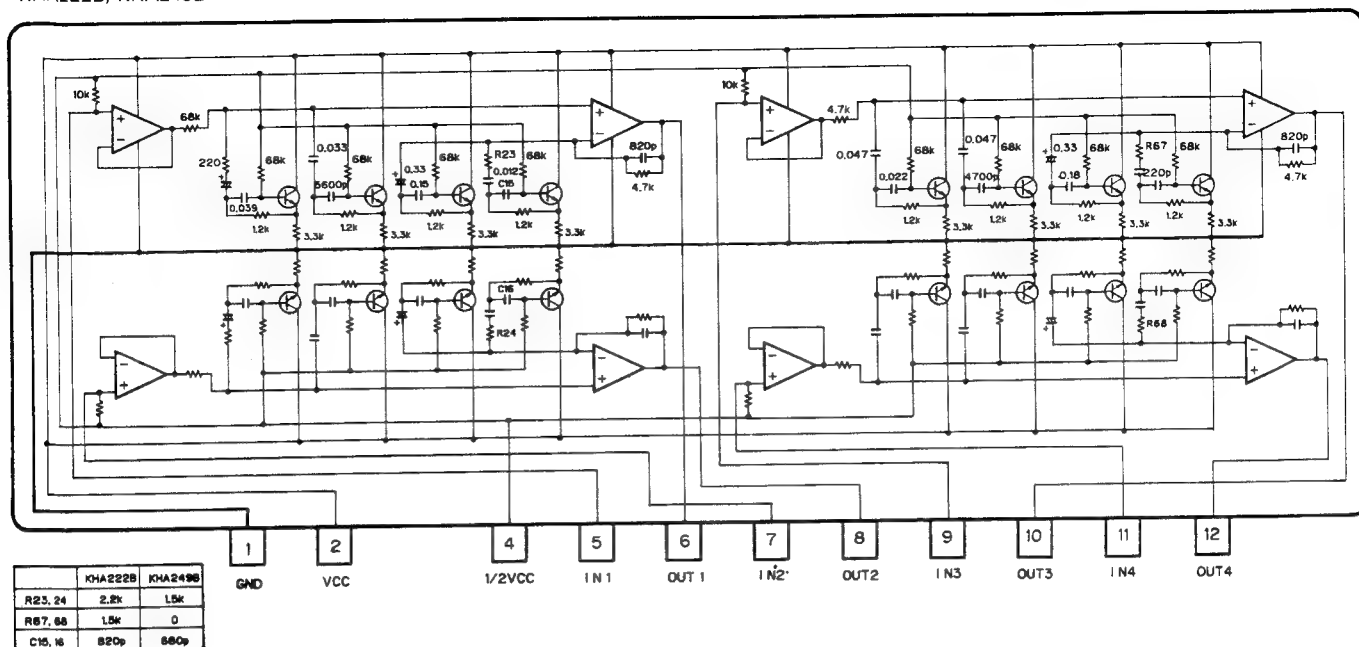 10k
68k
220
0.039
68k
1.2k
3.3k
0.033
5600p
68k
1.2k
3.3k
0.33
0.15
68k
1.2k
3.3k
R23
0.012
C15
68k
1.2k
3.3k
820p
4.7k
10k
4.7k
0.047
0.022
68k
1.2k
3.3k
0.047
4700p
68k
1.2k
3.3k
0.33
0.18
68k
1.2k
3.3k
R67
220p
68k
1.2k
3.3k
820p
4.7k
C16
R24
R68
1 2 4 5 6 7 8 9 10 11 12
GND VCC 1/2VCC IN1 OUT1 IN2 OUT2 IN3 OUT3 IN4 OUT4
KHA222B KHA249B
R23, 24 2.2k 1.5k
R67, 68 1.5k 0
C15, 16 820p 680p